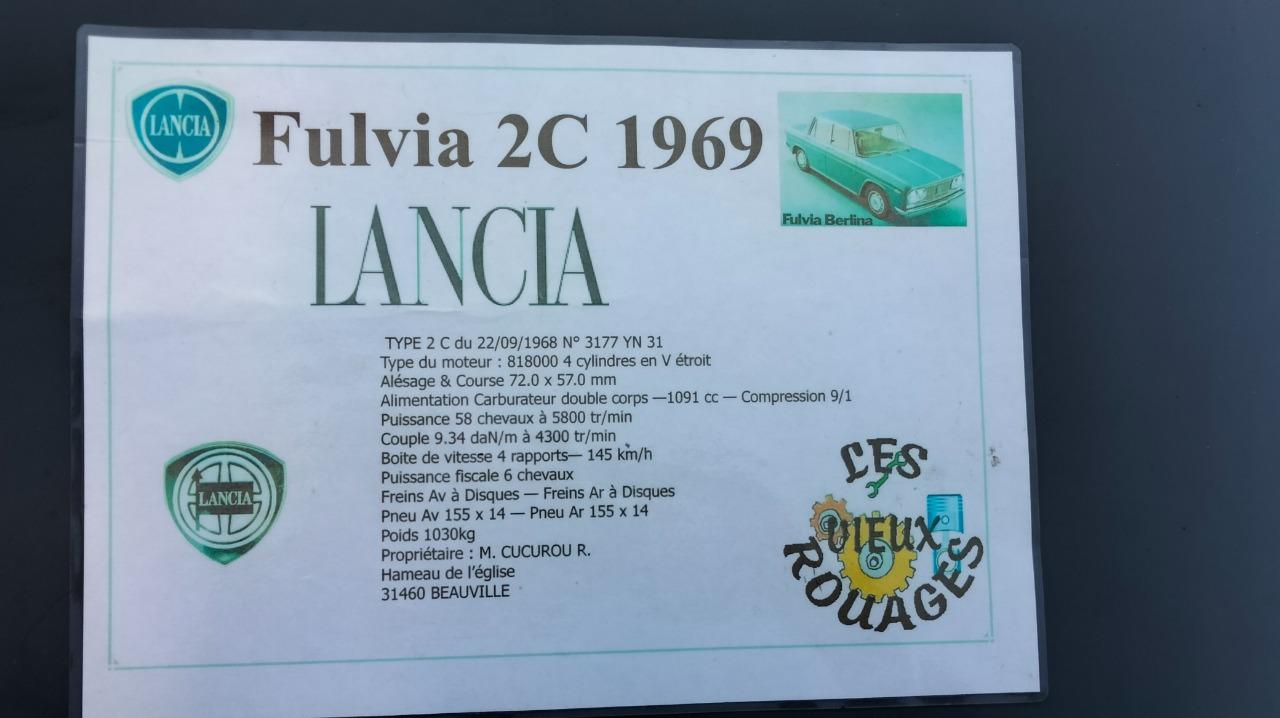 LANCIA
Fulvia 2C 1969
Fulvia Berlina
LANCIA
TYPE 2 C du 22/09/1968 N° 3177 YN 31
Type du moteur : 818000 4 cylindres en V étroit
Alésage & Course 72.0 x 57.0 mm
Alimentation Carburateur double corps —1091 cc — Compression 9/1
Puissance 58 chevaux à 5800 tr/min
Couple 9.34 daN/m à 4300 tr/min
Boite de vitesse 4 rapports— 145 km/h
Puissance fiscale 6 chevaux
Freins Av à Disques — Freins Ar à Disques
Pneu Av 155 x 14 — Pneu Ar 155 x 14
Poids 1030kg
Propriétaire : M. CUCUROU R.
Hameau de l'église
31460 BEAUVILLE
LANCIA
LES
VIEUX
ROUAGES